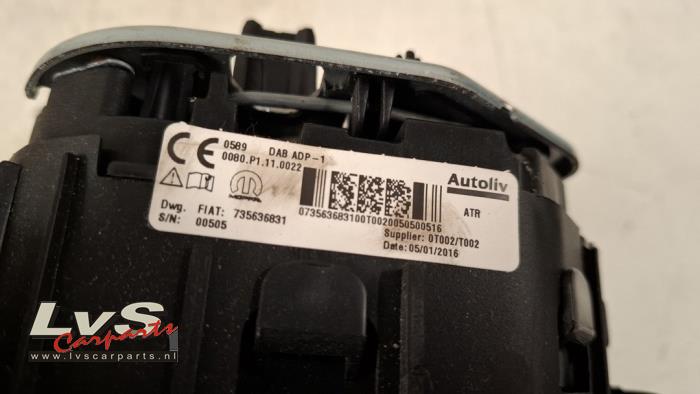 CE 0589 DAB ADP-1
0080.P1.11.0022
MOPAR
Autoliv
ATR
Dwg. FIAT: 735636831
S/N: 00505
073563683100T0020050500516
Supplier: 0T002/T002
Date: 05/01/2016
LvS
Carparts
www.lvscarparts.nl